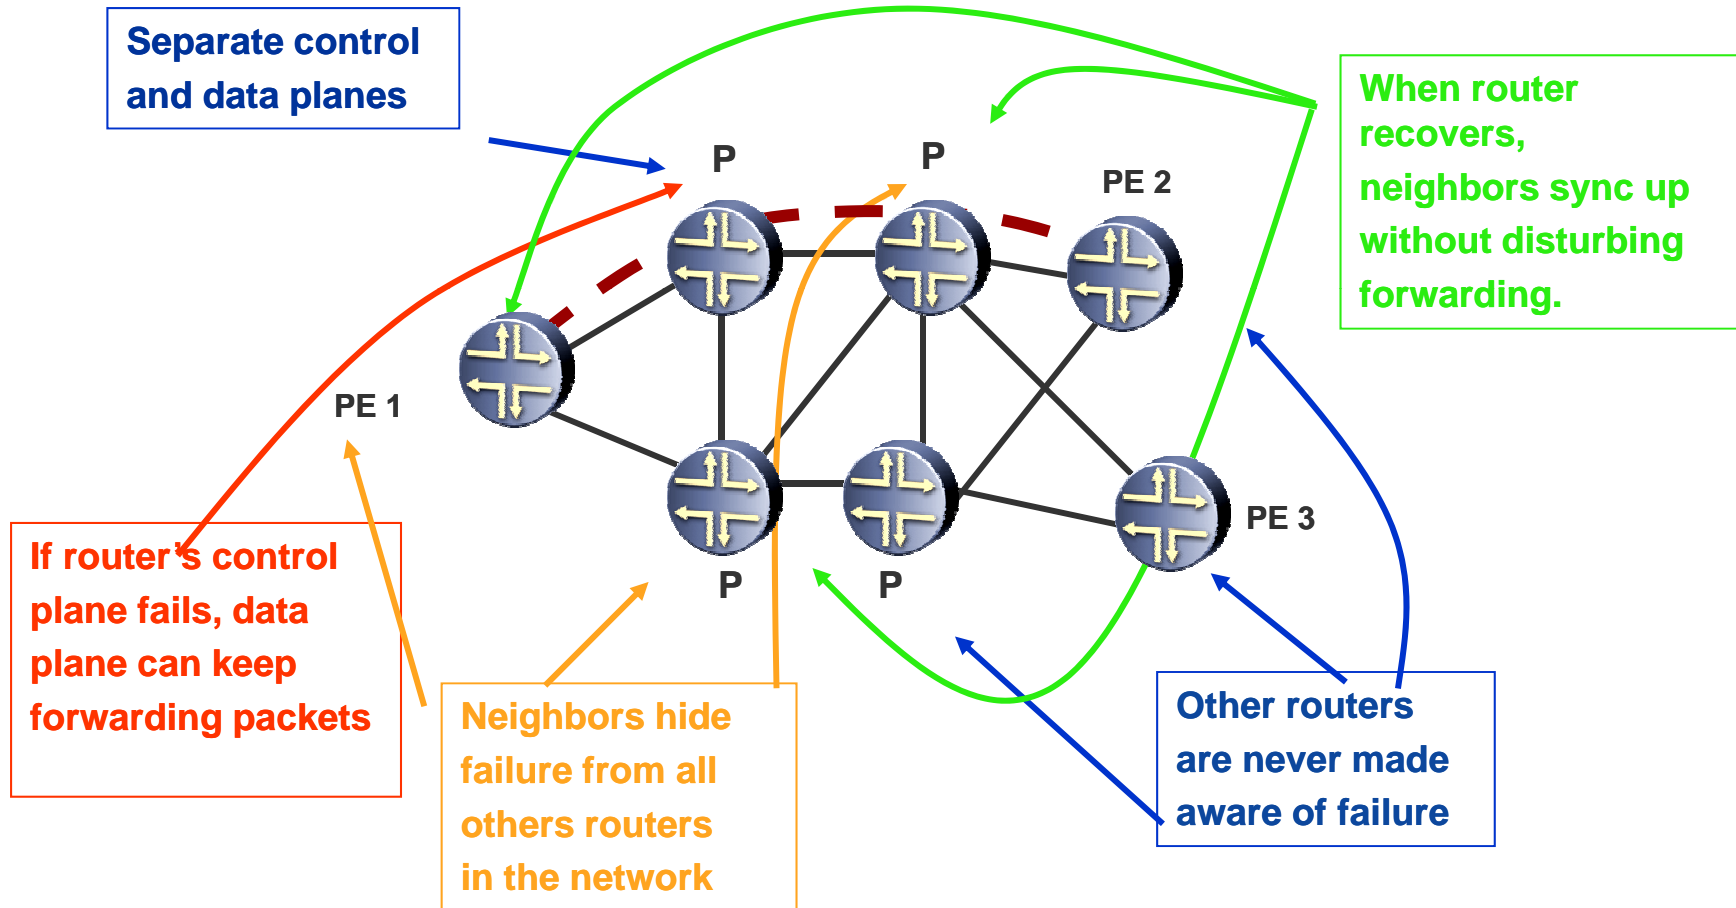 Separate control
and data planes
When router
recovers,
neighbors sync up
without disturbing
forwarding.
P
P
PE 2
PE 1
PE 3
P
P
If router's control
plane fails, data
plane can keep
forwarding packets
Neighbors hide
failure from all
others routers
in the network
Other routers
are never made
aware of failure